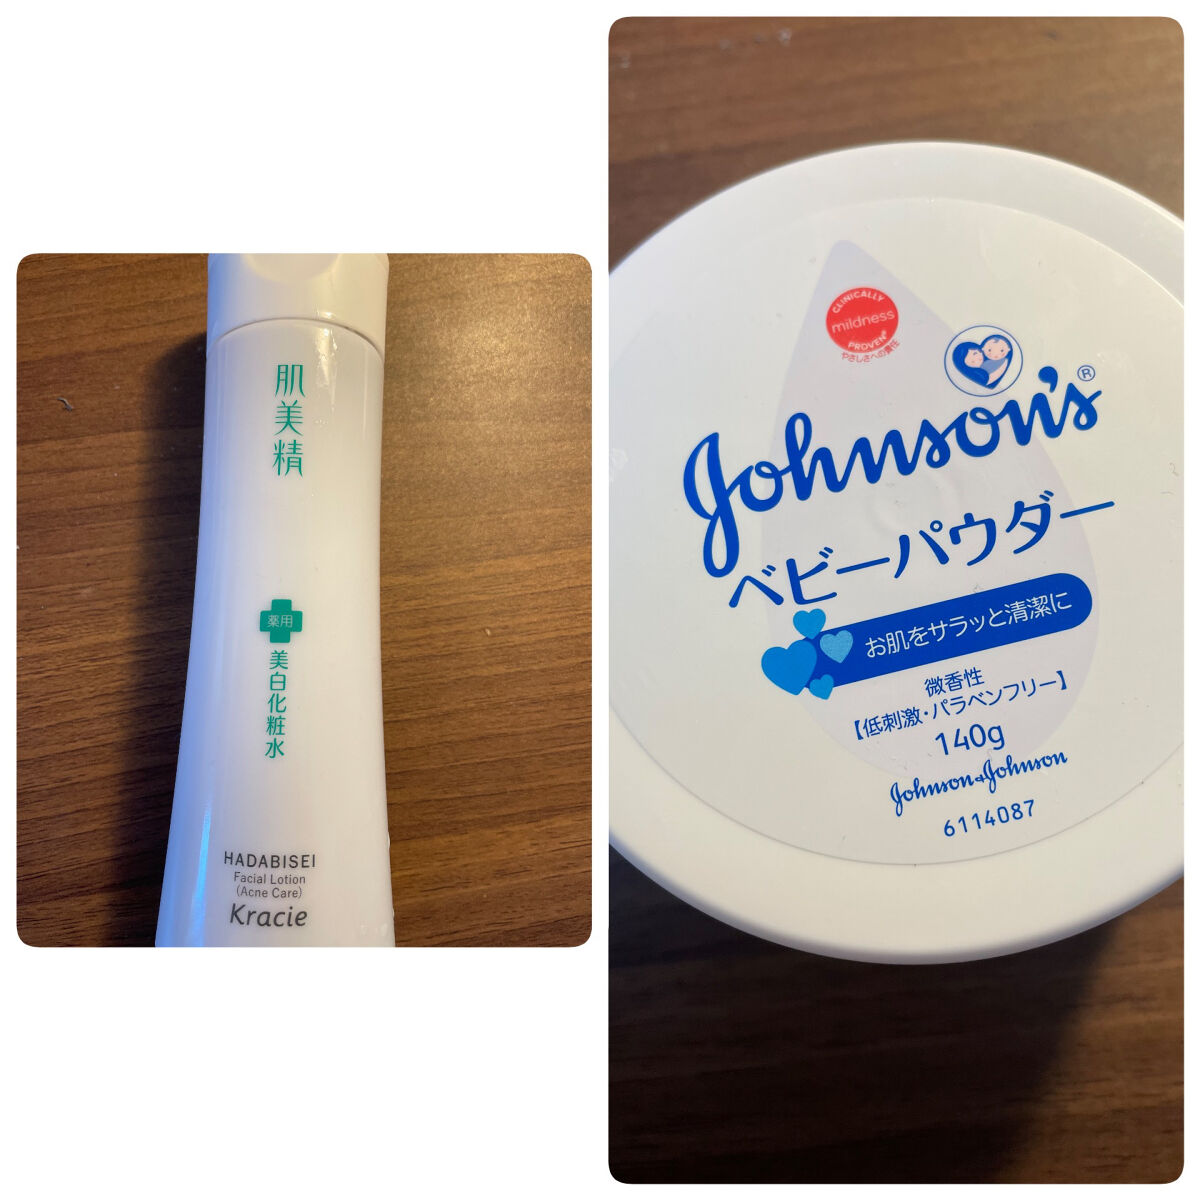 肌美精
薬用
美白化粧水
HADABISEI
Facial Lotion
(Acne Care)
Kracie
CLINICALLY
mildness
PROVEN®
やさしさへの責任
Johnson's®
ベビーパウダー
お肌をサラッと清潔に
微香性
【低刺激・パラベンフリー】
140g
Johnson & Johnson
6114087